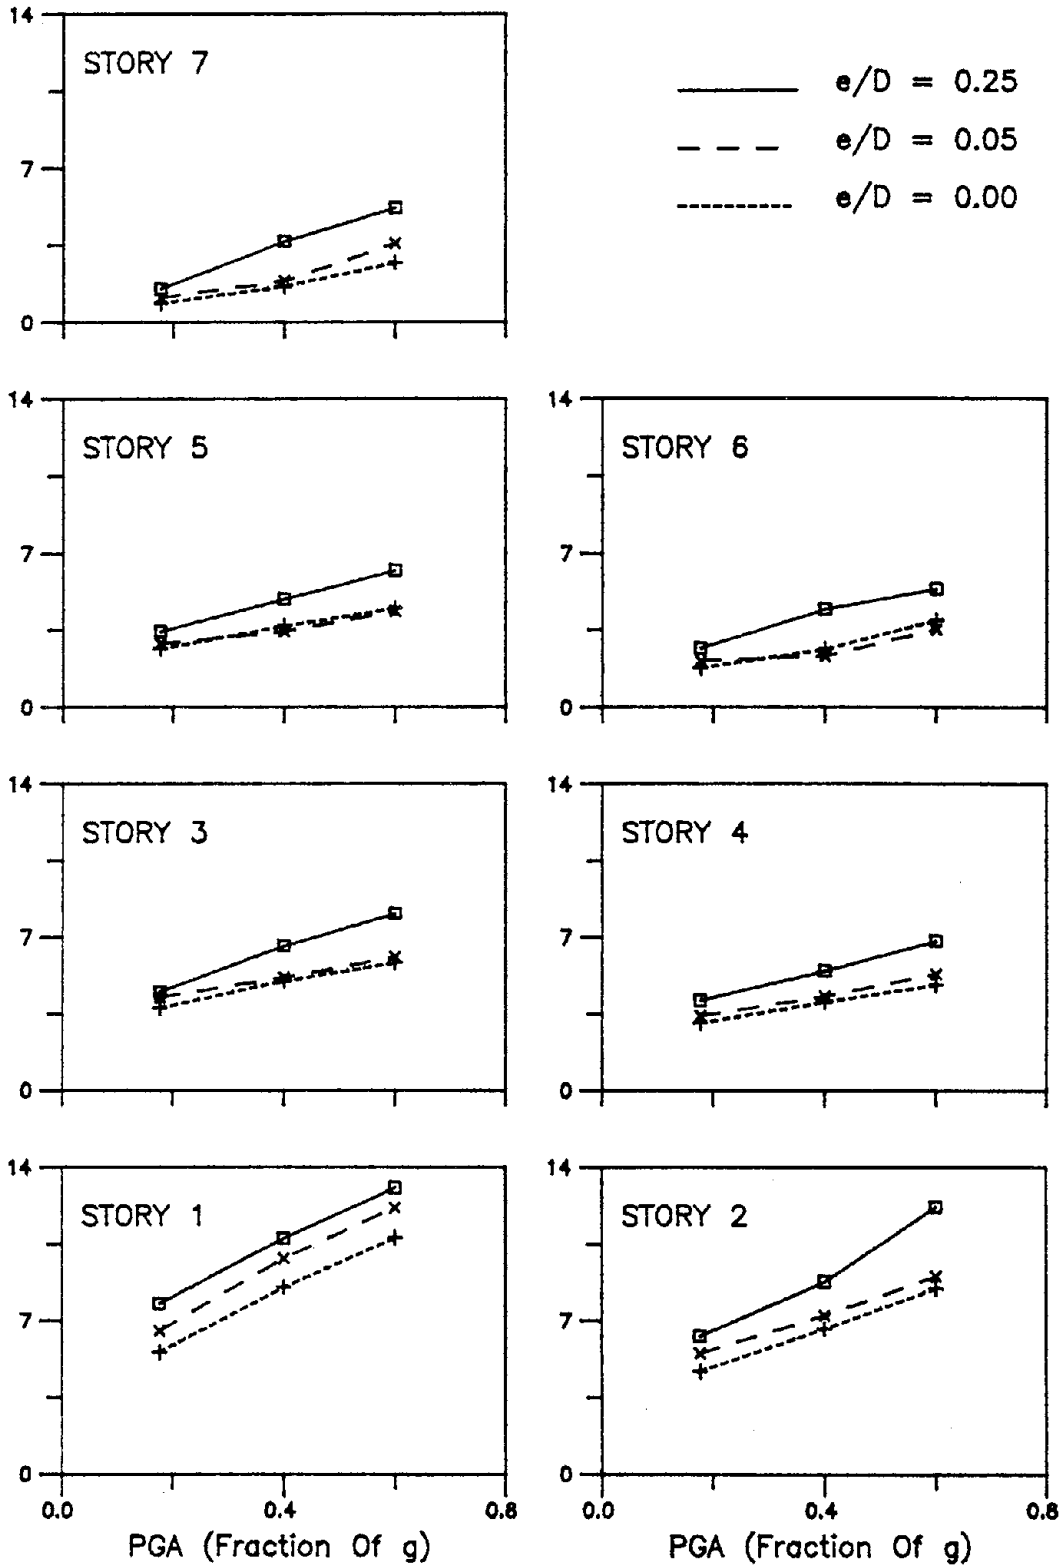 14
STORY 7
7
0
e/D = 0.25
e/D = 0.05
e/D = 0.00
14
STORY 5
7
0
14
STORY 6
7
0
14
STORY 3
7
0
14
STORY 4
7
0
14
STORY 1
7
0
0.0
0.4
0.8
PGA (Fraction Of g)
14
STORY 2
7
0
0.0
0.4
0.8
PGA (Fraction Of g)